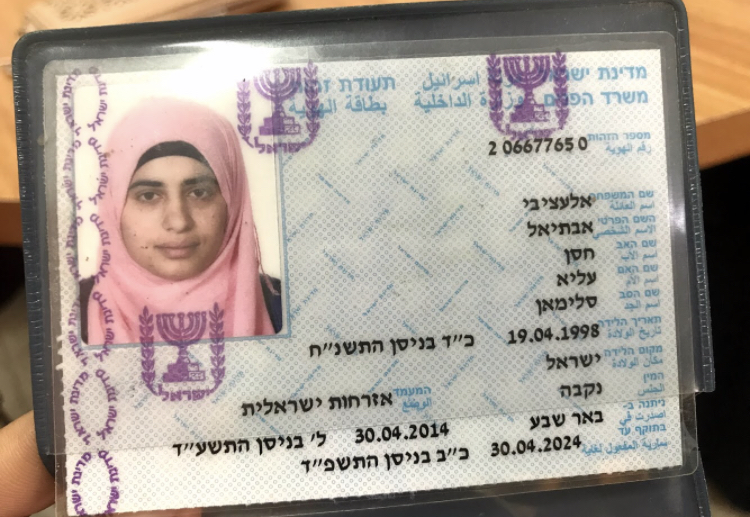 מדינת ישראל
משרד הפנים وزارة الداخلية
תעודת זהות
بطاقة الهوية
ישראל
ישראל
מספר הזהות
رقم الهوية
2 0667765 0
שם המשפחה
اسم العائلة
אלעציבי
השם הפרטי
الاسم الشخصي
אבתיאל
שם האב
اسم الاب
חסן
שם האם
اسم الأم
עליא
שם הסב
اسم الجد
סלימאן
תאריך הלידה
تاريخ الولادة
19.04.1998 כ"ד בניסן התשנ"ח
מקום הלידה
مكان الولادة
ישראל
המין
الجنس
נקבה
המעמד
الوضع
אזרחות ישראלית
ניתנה ב-
اصدرت في
באר שבע
30.04.2014 ל' בניסן התשע"ד
בתוקף עד
سارية المفعول لغاية
30.04.2024 כ"ב בניסן התשפ"ד
ישראל
מדינת ישראל